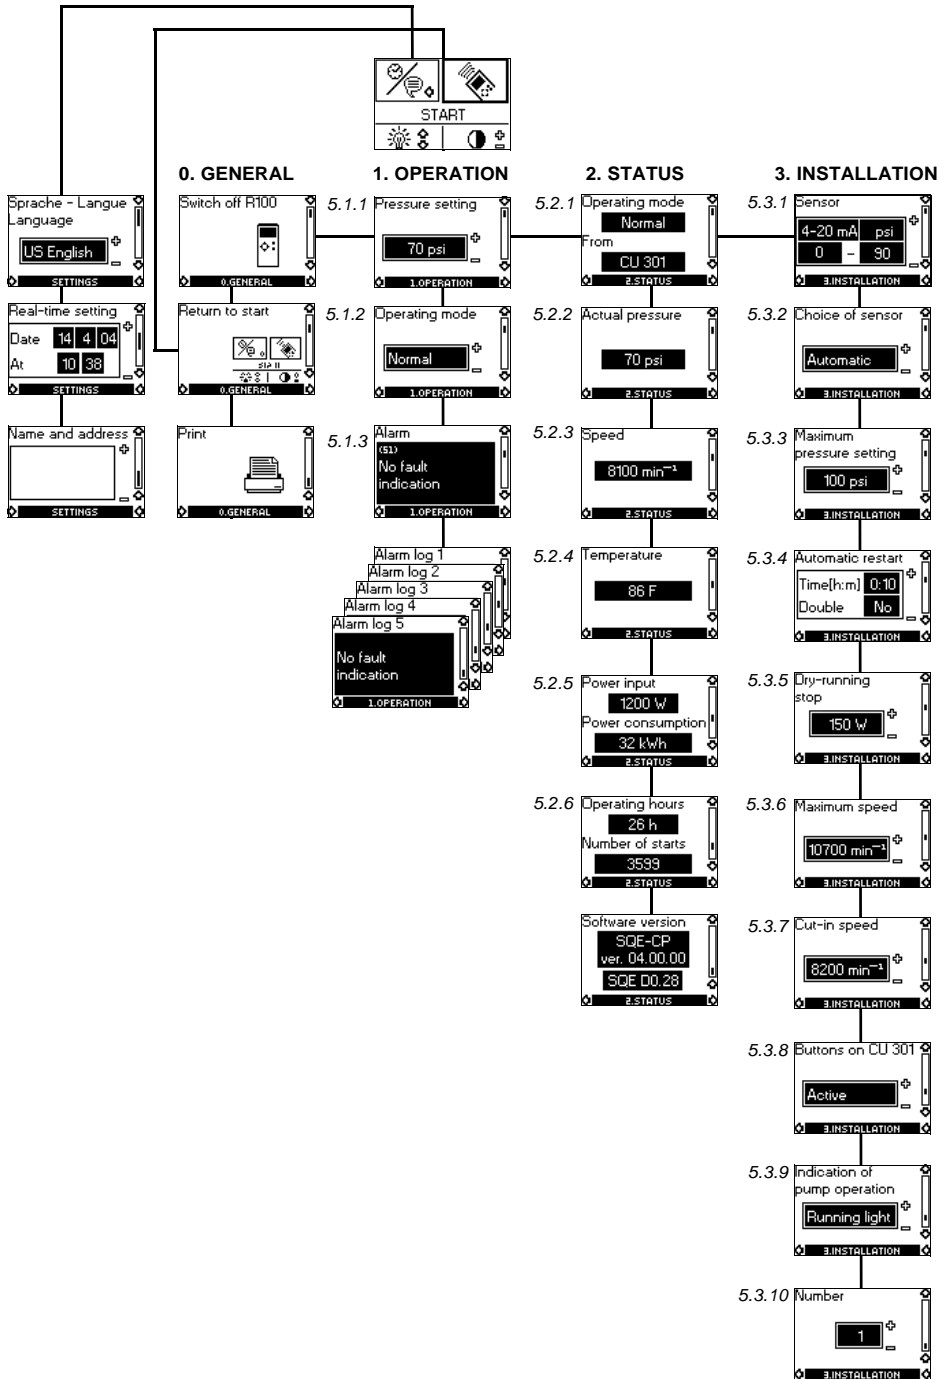 START
0. GENERAL
1. OPERATION
2. STATUS
3. INSTALLATION
Sprache - Langue
Language
US English
SETTINGS
Real-time setting
Date 14 4 04
At 10 38
SETTINGS
Name and address
SETTINGS
Switch off R100
0.GENERAL
Return to start
START
0.GENERAL
Print
0.GENERAL
5.1.1
Pressure setting
70 psi
1.OPERATION
5.1.2
Operating mode
Normal
1.OPERATION
5.1.3
Alarm
(51)
No fault
indication
1.OPERATION
Alarm log 1
Alarm log 2
Alarm log 3
Alarm log 4
Alarm log 5
No fault
indication
1.OPERATION
5.2.1
Operating mode
Normal
From
CU 301
2.STATUS
5.2.2
Actual pressure
70 psi
2.STATUS
5.2.3
Speed
8100 min⁻¹
2.STATUS
5.2.4
Temperature
86 F
2.STATUS
5.2.5
Power input
1200 W
Power consumption
32 kWh
2.STATUS
5.2.6
Operating hours
26 h
Number of starts
3599
2.STATUS
Software version
SQE-CP
ver. 04.00.00
SQE D0.28
2.STATUS
5.3.1
Sensor
4-20 mA psi
0 - 90
3.INSTALLATION
5.3.2
Choice of sensor
Automatic
3.INSTALLATION
5.3.3
Maximum
pressure setting
100 psi
3.INSTALLATION
5.3.4
Automatic restart
Time[h:m] 0:10
Double No
3.INSTALLATION
5.3.5
Dry-running
stop
150 W
3.INSTALLATION
5.3.6
Maximum speed
10700 min⁻¹
3.INSTALLATION
5.3.7
Cut-in speed
8200 min⁻¹
3.INSTALLATION
5.3.8
Buttons on CU 301
Active
3.INSTALLATION
5.3.9
Indication of
pump operation
Running light
3.INSTALLATION
5.3.10
Number
1
3.INSTALLATION